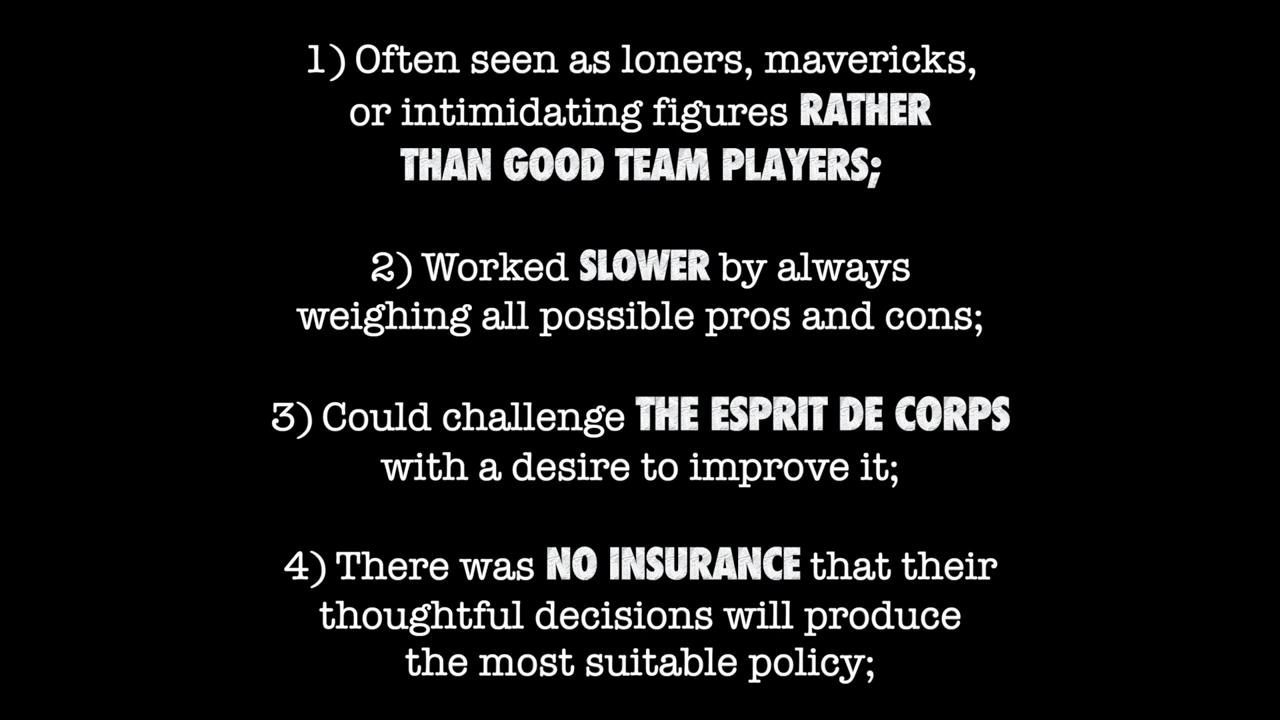 1) Often seen as loners, mavericks,
or intimidating figures RATHER
THAN GOOD TEAM PLAYERS;
2) Worked SLOWER by always
weighing all possible pros and cons;
3) Could challenge THE ESPRIT DE CORPS
with a desire to improve it;
4) There was NO INSURANCE that their
thoughtful decisions will produce
the most suitable policy;